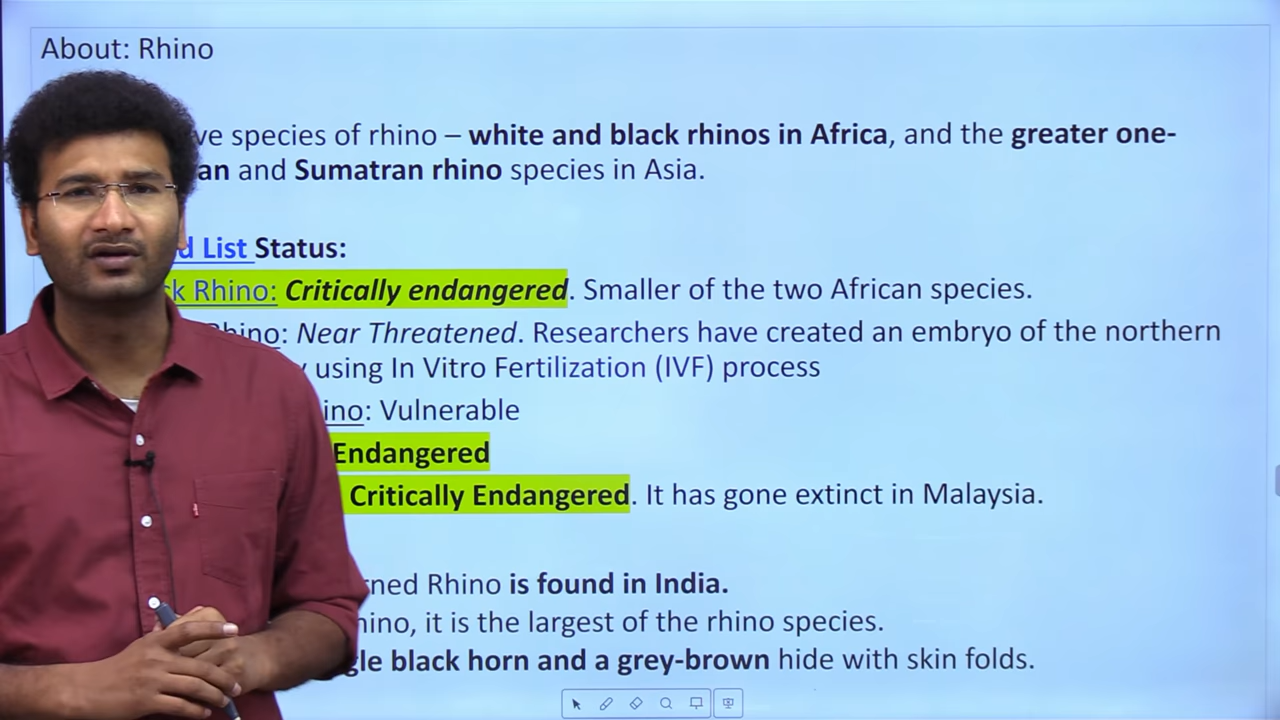 About: Rhino
ve species of rhino – white and black rhinos in Africa, and the greater one-
an and Sumatran rhino species in Asia.
d List Status:
ck Rhino: Critically endangered. Smaller of the two African species.
Rhino: Near Threatened. Researchers have created an embryo of the northern
using In Vitro Fertilization (IVF) process
ino: Vulnerable
Endangered
Critically Endangered. It has gone extinct in Malaysia.
rned Rhino is found in India.
hino, it is the largest of the rhino species.
gle black horn and a grey-brown hide with skin folds.